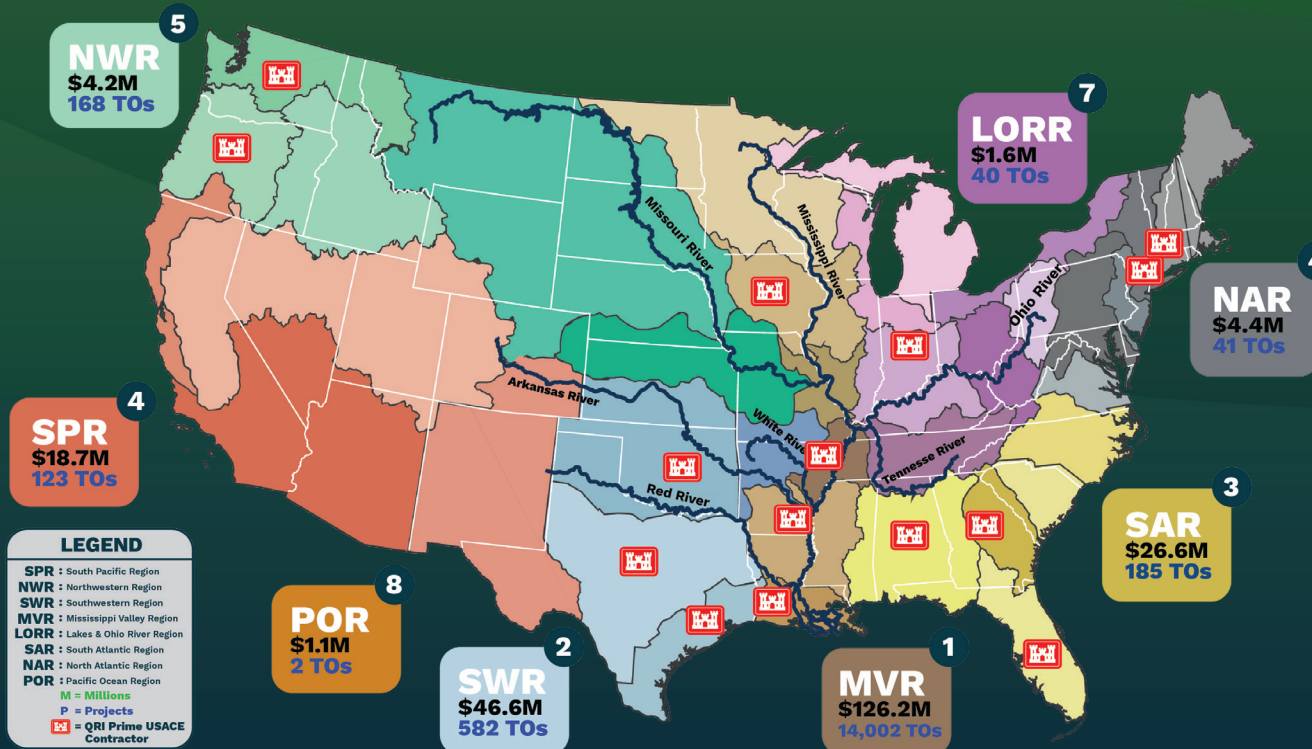 5
NWR
$4.2M
168 TOs
7
LORR
$1.6M
40 TOs
Missouri River
Mississippi River
Ohio River
NAR
$4.4M
41 TOs
4
SPR
$18.7M
123 TOs
Arkansas River
White River
Tennesse River
Red River
3
SAR
$26.6M
185 TOs
8
POR
$1.1M
2 TOs
2
SWR
$46.6M
582 TOs
1
MVR
$126.2M
14,002 TOs
LEGEND
SPR : South Pacific Region
NWR : Northwestern Region
SWR : Southwestern Region
MVR : Mississippi Valley Region
LORR : Lakes & Ohio River Region
SAR : South Atlantic Region
NAR : North Atlantic Region
POR : Pacific Ocean Region
M = Millions
P = Projects
= QRI Prime USACE
Contractor